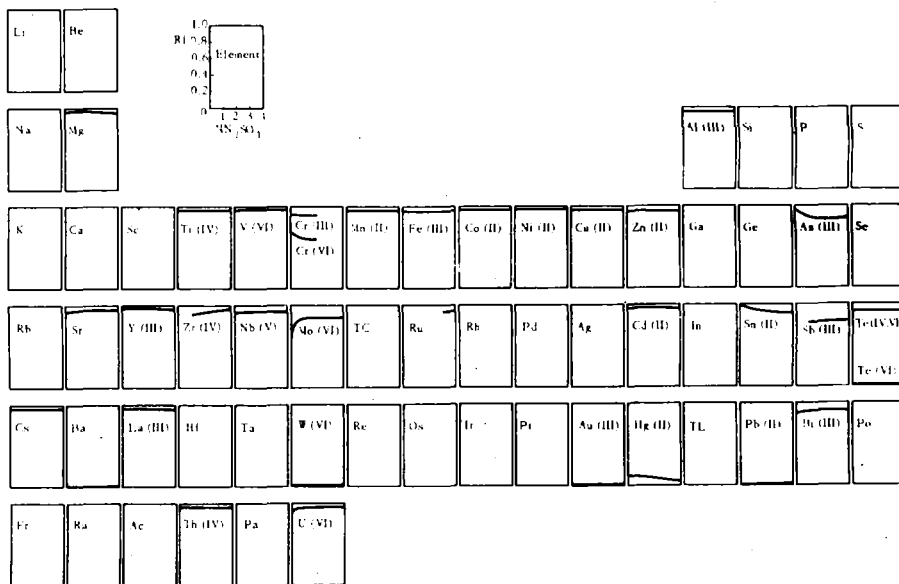 Li Be
1.0
Rf 0.8
0.6 Element
0.4
0.2
0
1 2 3 4
Na Mg Al (III) Si P S
K Ca Sc Ti (IV) V (VI) Cr (III) Mn (II) Fe (III) Co (II) Ni (II) Cu (II) Zn (II) Ga Ge As (III) Se
Cr (VI)
Rb Sr Y (III) Zr (IV) Nb (V) Mo (VI) TC Ru Rh Pd Ag Cd (II) In Sn (II) Sb (III) Te(IV,VI)
Te (VI)
Cs Ba La (III) Hf Ta W (VI) Re Os Ir Pt Au (III) Hg (II) TL Pb (II) Bi (III) Po
Fr Ra Ac Th (IV) Pa U (VI)